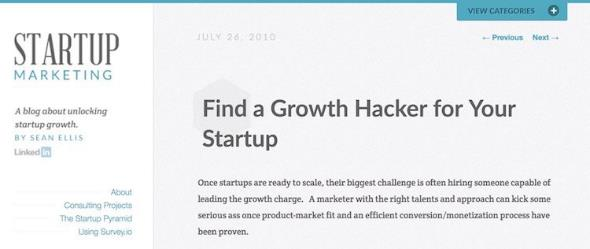 VIEW CATEGORIES
STARTUP
MARKETING
A blog about unlocking
startup growth.
BY SEAN ELLIS
Linked in
About
Consulting Projects
The Startup Pyramid
Using Survey.io
JULY 26, 2010
← Previous Next →
Find a Growth Hacker for Your
Startup
Once startups are ready to scale, their biggest challenge is often hiring someone capable of
leading the growth charge. A marketer with the right talents and approach can kick some
serious ass once product-market fit and an efficient conversion/monetization process have
been proven.